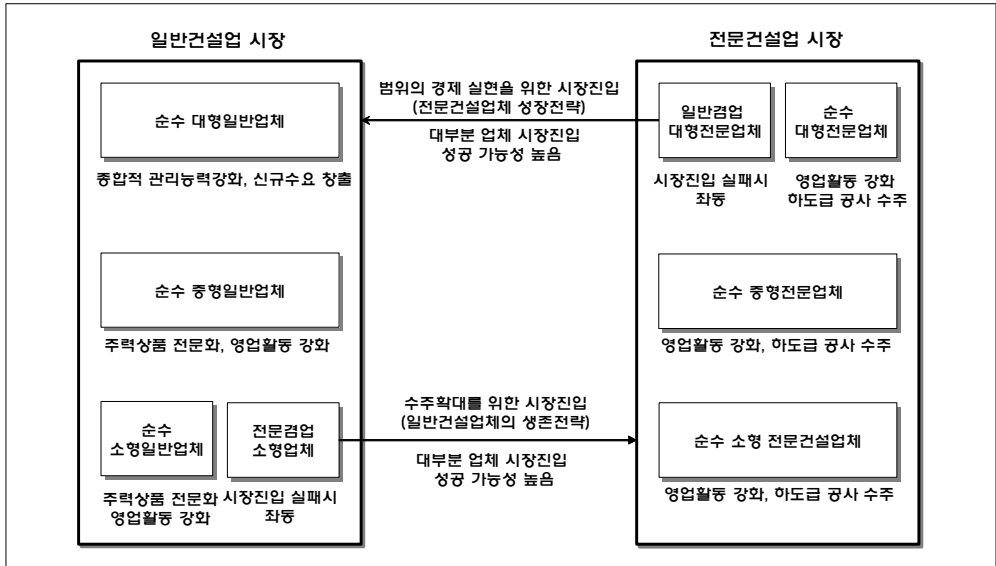 일반건설업 시장
순수 대형일반업체
종합적 관리능력강화, 신규수요 창출
순수 중형일반업체
주력상품 전문화, 영업활동 강화
순수
소형일반업체
주력상품 전문화
영업활동 강화
전문겸업
소형업체
시장진입 실패시
좌동
범위의 경제 실현을 위한 시장진입
(전문건설업체 성장전략)
대부분 업체 시장진입
성공 가능성 높음
수주확대를 위한 시장진입
(일반건설업체의 생존전략)
대부분 업체 시장진입
성공 가능성 높음
전문건설업 시장
일반겸업
대형전문업체
시장진입 실패시
좌동
순수
대형전문업체
영업활동 강화
하도급 공사 수주
순수 중형전문업체
영업활동 강화, 하도급 공사 수주
순수 소형 전문건설업체
영업활동 강화, 하도급 공사 수주